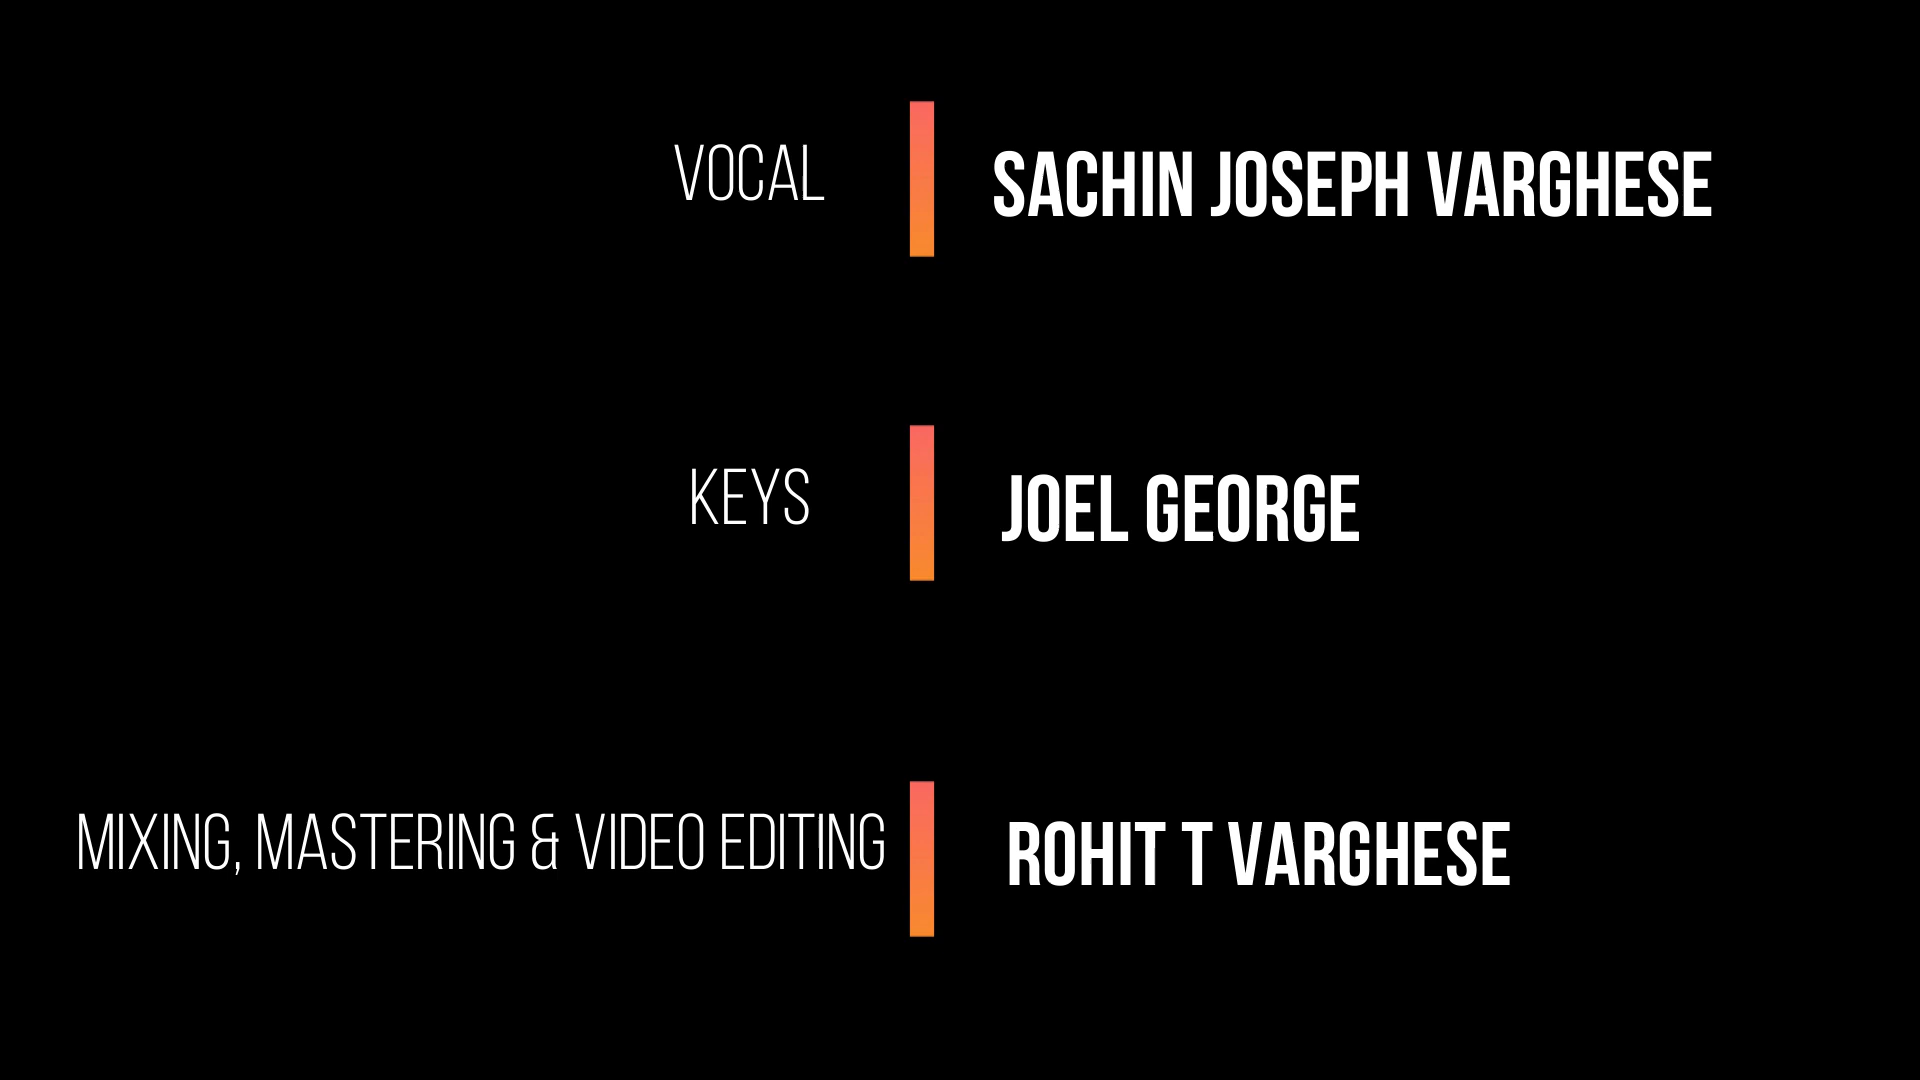 VOCAL
SACHIN JOSEPH VARGHESE
KEYS
JOEL GEORGE
MIXING, MASTERING & VIDEO EDITING
ROHIT T VARGHESE